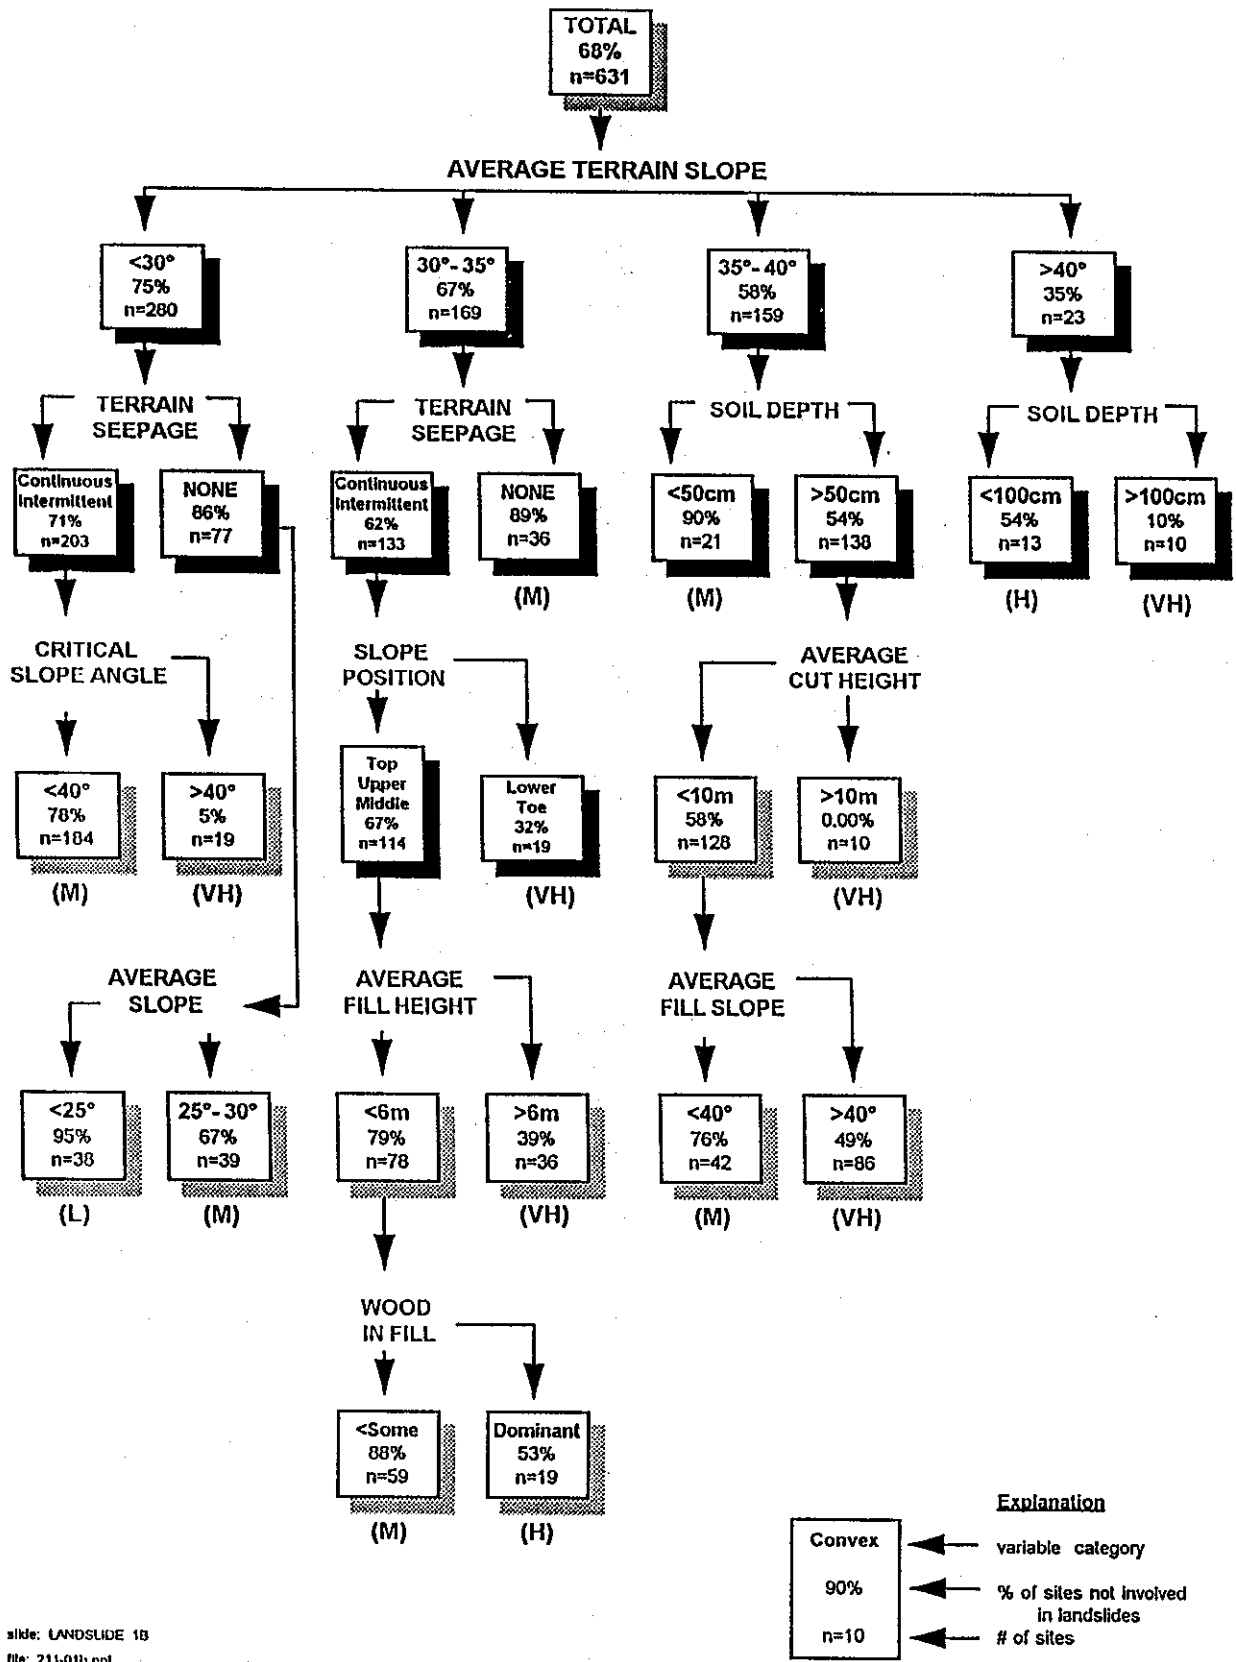 TOTAL
68%
n=631
AVERAGE TERRAIN SLOPE
<30°
75%
n=280
30°- 35°
67%
n=169
35°- 40°
58%
n=159
>40°
35%
n=23
TERRAIN
SEEPAGE
TERRAIN
SEEPAGE
SOIL DEPTH
SOIL DEPTH
Continuous
Intermittent
71%
n=203
NONE
86%
n=77
Continuous
Intermittent
62%
n=133
NONE
89%
n=36
(M)
<50cm
90%
n=21
(M)
>50cm
54%
n=138
<100cm
54%
n=13
(H)
>100cm
10%
n=10
(VH)
CRITICAL
SLOPE ANGLE
SLOPE
POSITION
AVERAGE
CUT HEIGHT
<40°
78%
n=184
(M)
>40°
5%
n=19
(VH)
Top
Upper
Middle
67%
n=114
Lower
Toe
32%
n=19
(VH)
<10m
58%
n=128
>10m
0.00%
n=10
(VH)
AVERAGE
SLOPE
AVERAGE
FILL HEIGHT
AVERAGE
FILL SLOPE
<25°
95%
n=38
(L)
25°- 30°
67%
n=39
(M)
<6m
79%
n=78
>6m
39%
n=36
(VH)
<40°
76%
n=42
(M)
>40°
49%
n=86
(VH)
WOOD
IN FILL
<Some
88%
n=59
(M)
Dominant
53%
n=19
(H)
Explanation
Convex
variable category
90%
% of sites not involved
in landslides
n=10
# of sites
slide: LANDSLIDE 1B
file: 211-01b.ppt